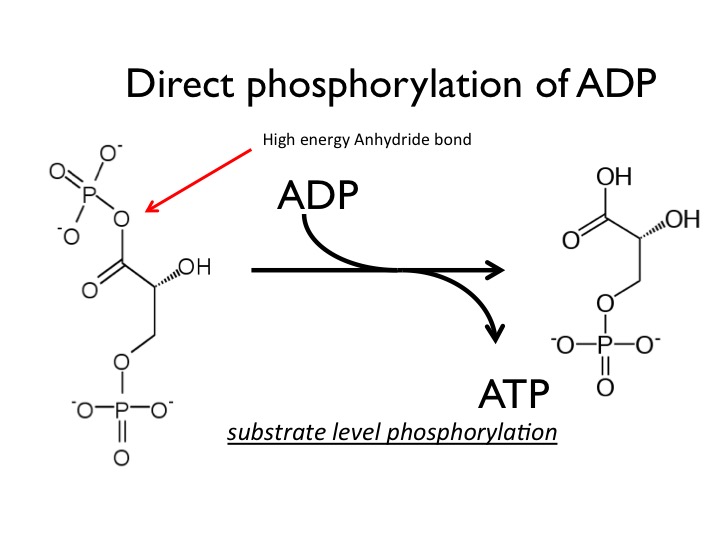 Direct phosphorylation of ADP
High energy Anhydride bond
O⁻
O
P
O
⁻O
O
OH
O
⁻O–P–O⁻
O
ADP
ATP
substrate level phosphorylation
OH
O
OH
O
⁻O–P–O⁻
O